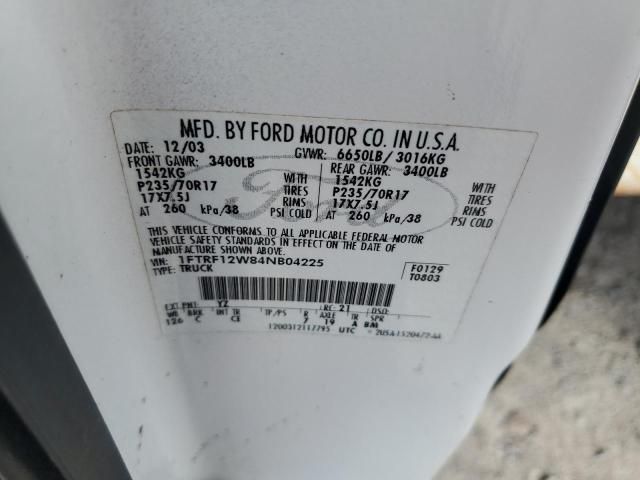 MFD. BY FORD MOTOR CO. IN U.S.A.
DATE: 12/03 GVWR: 6650LB/ 3016KG
FRONT GAWR: 3400LB REAR GAWR: 3400LB
1542KG WITH 1542KG WITH
P235/70R17 TIRES P235/70R17 TIRES
17X7.5J RIMS 17X7.5J RIMS
AT 260 kPa/38 PSI COLD AT 260 kPa/38 PSI COLD
Ford
THIS VEHICLE CONFORMS TO ALL APPLICABLE FEDERAL MOTOR
VEHICLE SAFETY STANDARDS IN EFFECT ON THE DATE OF
MANUFACTURE SHOWN ABOVE.
VIN: 1FTRF12W84NB04225 F0129
TYPE: TRUCK T0803
EXT PNT: YZ RC: 21 DSO:
WB BRK INT TR TP/PS R AXLE TR SPR
126 C CE 7 19 A BM
1200312117795 UTC